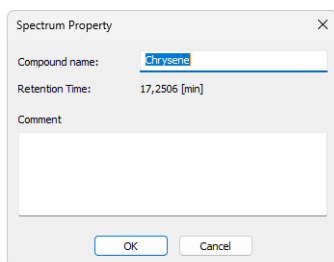 Spectrum Property
Compound name: Chrysene
Retention Time: 17,2506 [min]
Comment
OK Cancel